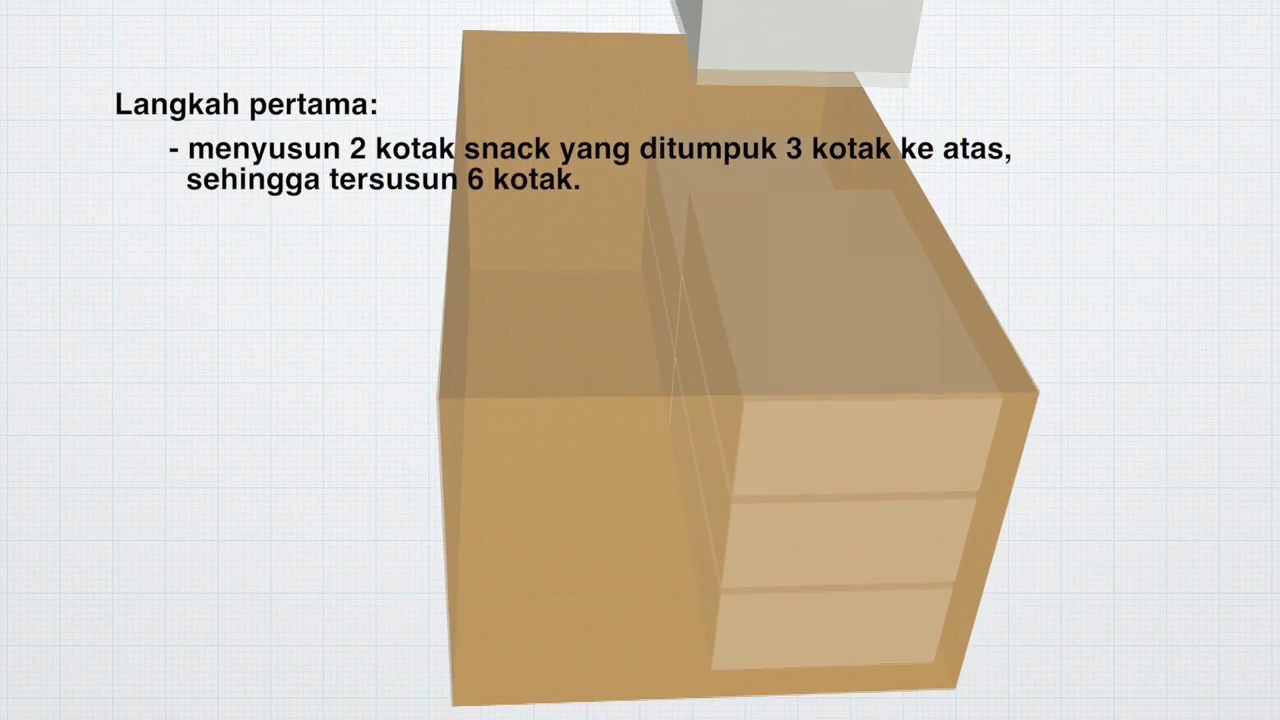 Langkah pertama:
- menyusun 2 kotak snack yang ditumpuk 3 kotak ke atas,
sehingga tersusun 6 kotak.